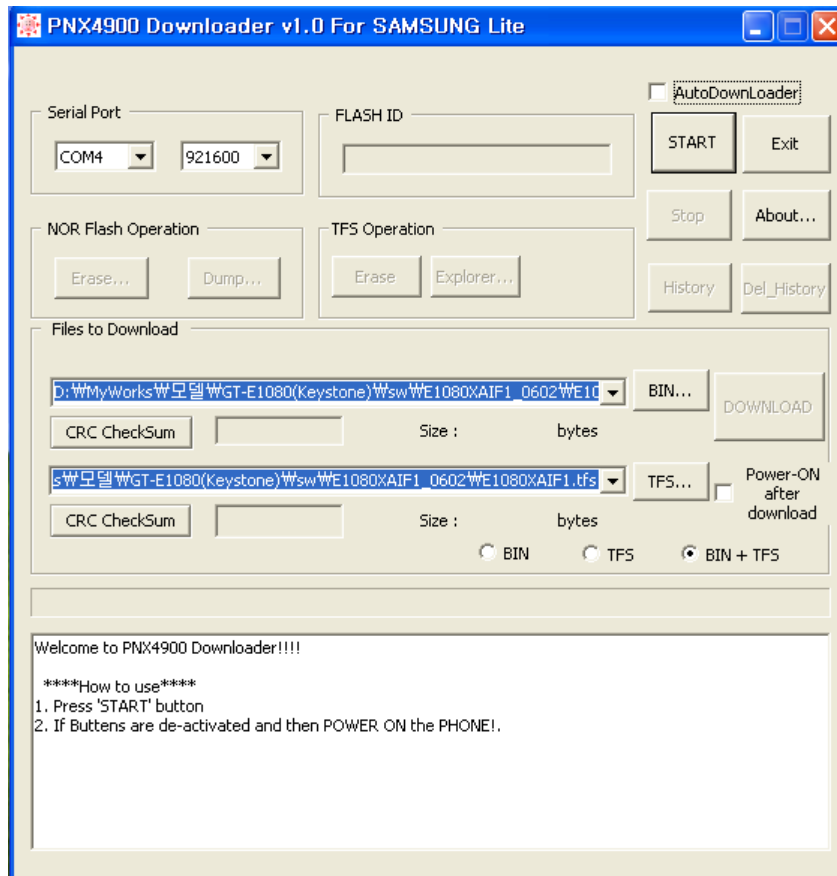 PNX4900 Downloader v1.0 For SAMSUNG Lite
AutoDownLoader
Serial Port
FLASH ID
COM4
921600
START
Exit
Stop
About...
NOR Flash Operation
TFS Operation
Erase...
Dump...
Erase
Explorer...
History
Del_History
Files to Download
D:₩MyWorks₩모델₩GT-E1080(Keystone)₩sw₩E1080XAIF1_0602₩E10
BIN...
DOWNLOAD
CRC CheckSum
Size :
bytes
s₩모델₩GT-E1080(Keystone)₩sw₩E1080XAIF1_0602₩E1080XAIF1.tfs
TFS...
Power-ON
after
download
CRC CheckSum
Size :
bytes
BIN
TFS
BIN + TFS
Welcome to PNX4900 Downloader!!!!
****How to use****
1. Press 'START' button
2. If Buttens are de-activated and then POWER ON the PHONE!.